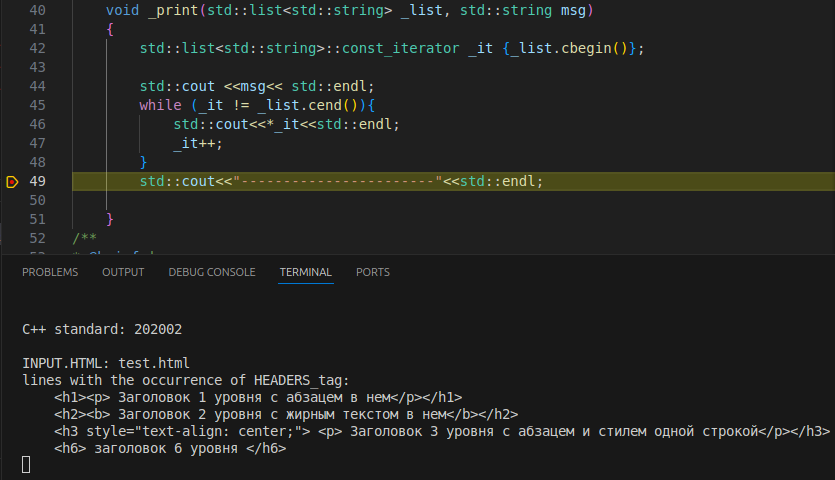 40 void _print(std::list<std::string> _list, std::string msg)
41 {
42 std::list<std::string>::const_iterator _it {_list.cbegin()};
43
44 std::cout <<msg<< std::endl;
45 while (_it != _list.cend()){
46 std::cout<<*_it<<std::endl;
47 _it++;
48 }
49 std::cout<<"-----------------------"<<std::endl;
50
51 }
52 /**
PROBLEMS OUTPUT DEBUG CONSOLE TERMINAL PORTS
C++ standard: 202002
INPUT.HTML: test.html
lines with the occurrence of HEADERS_tag:
<h1><p> Заголовок 1 уровня с абзацем в нем</p></h1>
<h2><b> Заголовок 2 уровня с жирным текстом в нем</b></h2>
<h3 style="text-align: center;"> <p> Заголовок 3 уровня с абзацем и стилем одной строкой</p></h3>
<h6> заголовок 6 уровня </h6>